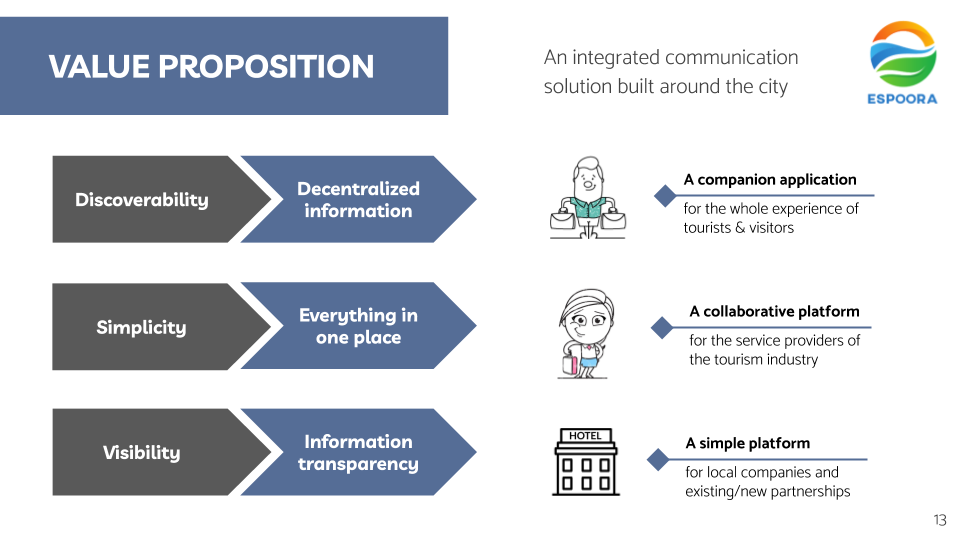 VALUE PROPOSITION
An integrated communication
solution built around the city
ESPOORA
Discoverability
Decentralized
information
A companion application
for the whole experience of
tourists & visitors
Simplicity
Everything in
one place
A collaborative platform
for the service providers of
the tourism industry
Visibility
Information
transparency
HOTEL
A simple platform
for local companies and
existing/new partnerships
13